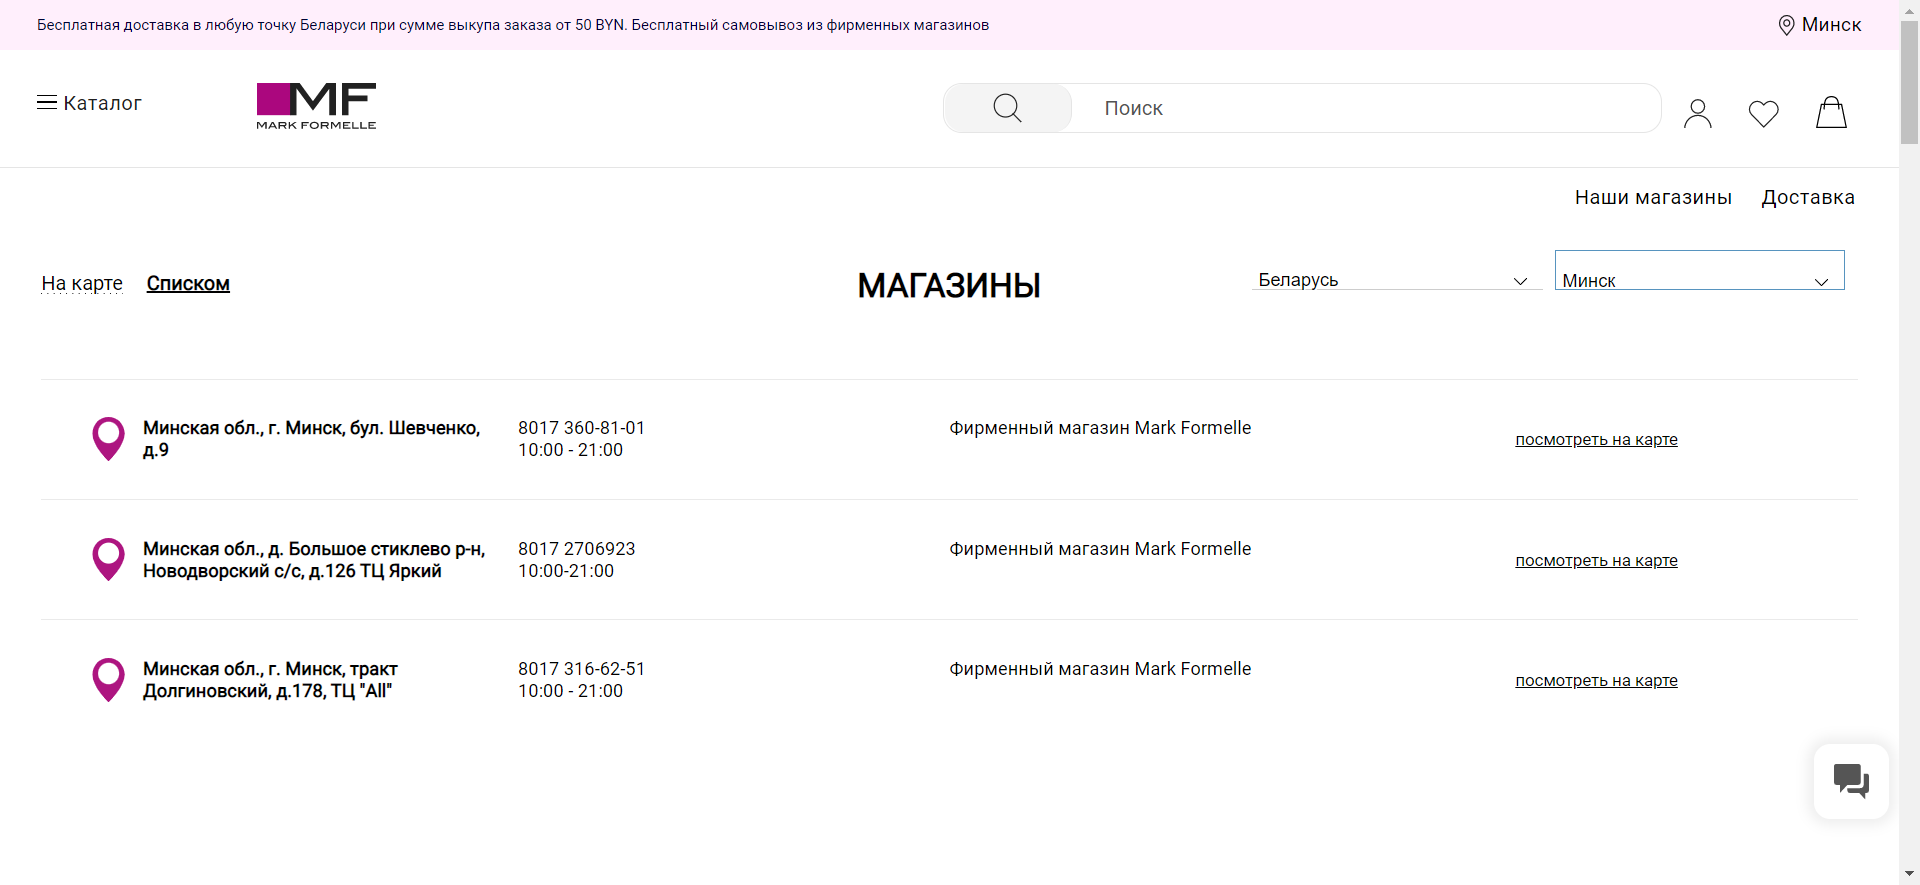 Бесплатная доставка в любую точку Беларуси при сумме выкупа заказа от 50 BYN. Бесплатный самовывоз из фирменных магазинов
Минск
Каталог
MF
MARK FORMELLE
Поиск
Наши магазины
Доставка
На карте
Списком
МАГАЗИНЫ
Беларусь
Минск
Минская обл., г. Минск, бул. Шевченко,
д.9
8017 360-81-01
10:00 - 21:00
Фирменный магазин Mark Formelle
посмотреть на карте
Минская обл., д. Большое стиклево р-н,
Новодворский с/с, д.126 ТЦ Яркий
8017 2706923
10:00-21:00
Фирменный магазин Mark Formelle
посмотреть на карте
Минская обл., г. Минск, тракт
Долгиновский, д.178, ТЦ "All"
8017 316-62-51
10:00 - 21:00
Фирменный магазин Mark Formelle
посмотреть на карте